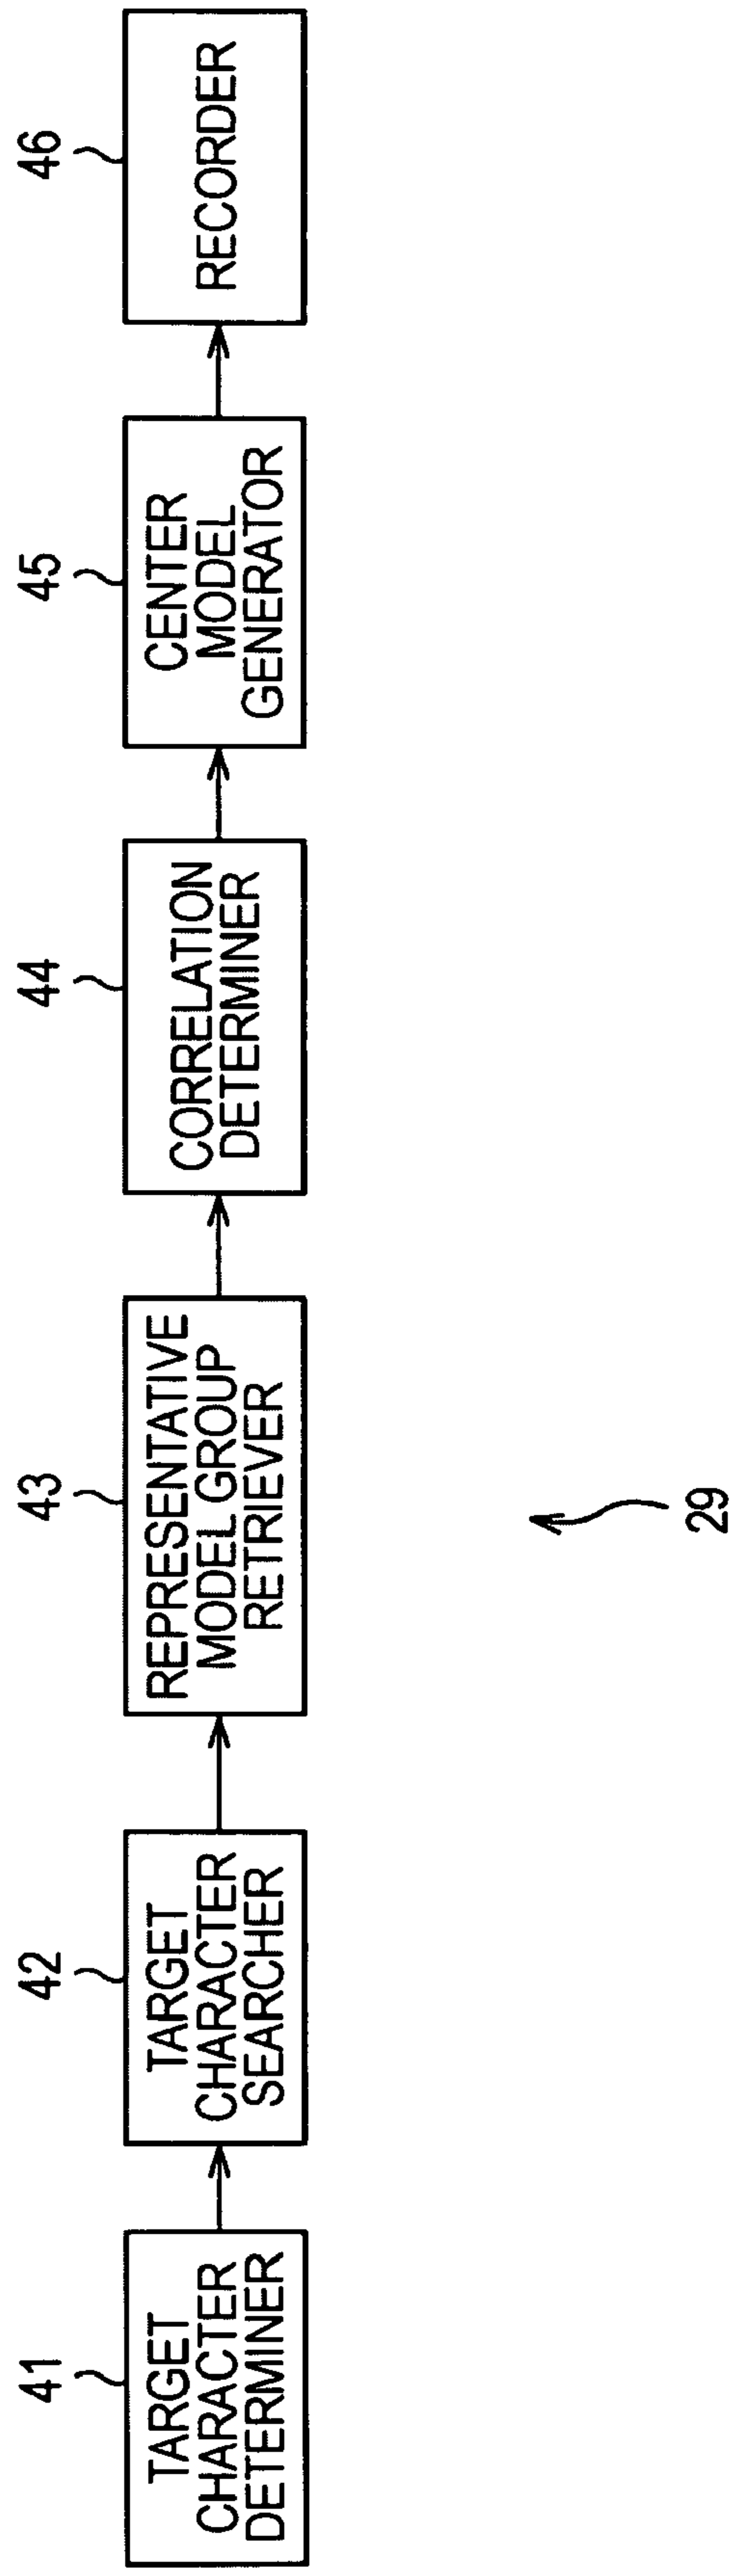 41
TARGET
CHARACTER
DETERMINER
42
TARGET
CHARACTER
SEARCHER
43
REPRESENTATIVE
MODEL GROUP
RETRIEVER
44
CORRELATION
DETERMINER
45
CENTER
MODEL
GENERATOR
46
RECORDER
29